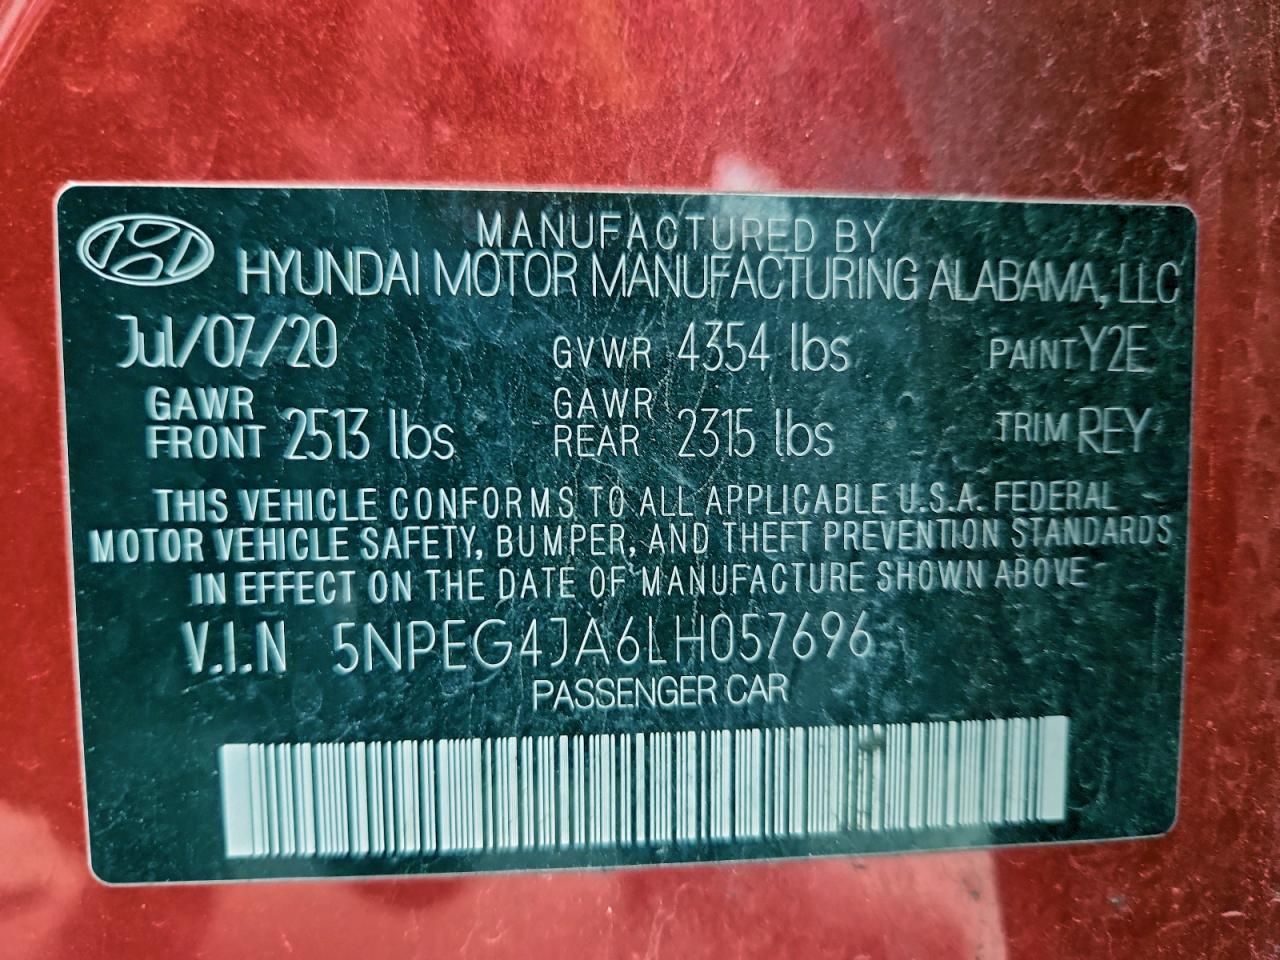 MANUFACTURED BY
HYUNDAI MOTOR MANUFACTURING ALABAMA, LLC
Jul/07/20 GVWR 4354 lbs PAINT Y2E
GAWR FRONT 2513 lbs GAWR REAR 2315 lbs TRIM REY
THIS VEHICLE CONFORMS TO ALL APPLICABLE U.S.A. FEDERAL
MOTOR VEHICLE SAFETY, BUMPER, AND THEFT PREVENTION STANDARDS
IN EFFECT ON THE DATE OF MANUFACTURE SHOWN ABOVE
V.I.N 5NPEG4JA6LH057696
PASSENGER CAR